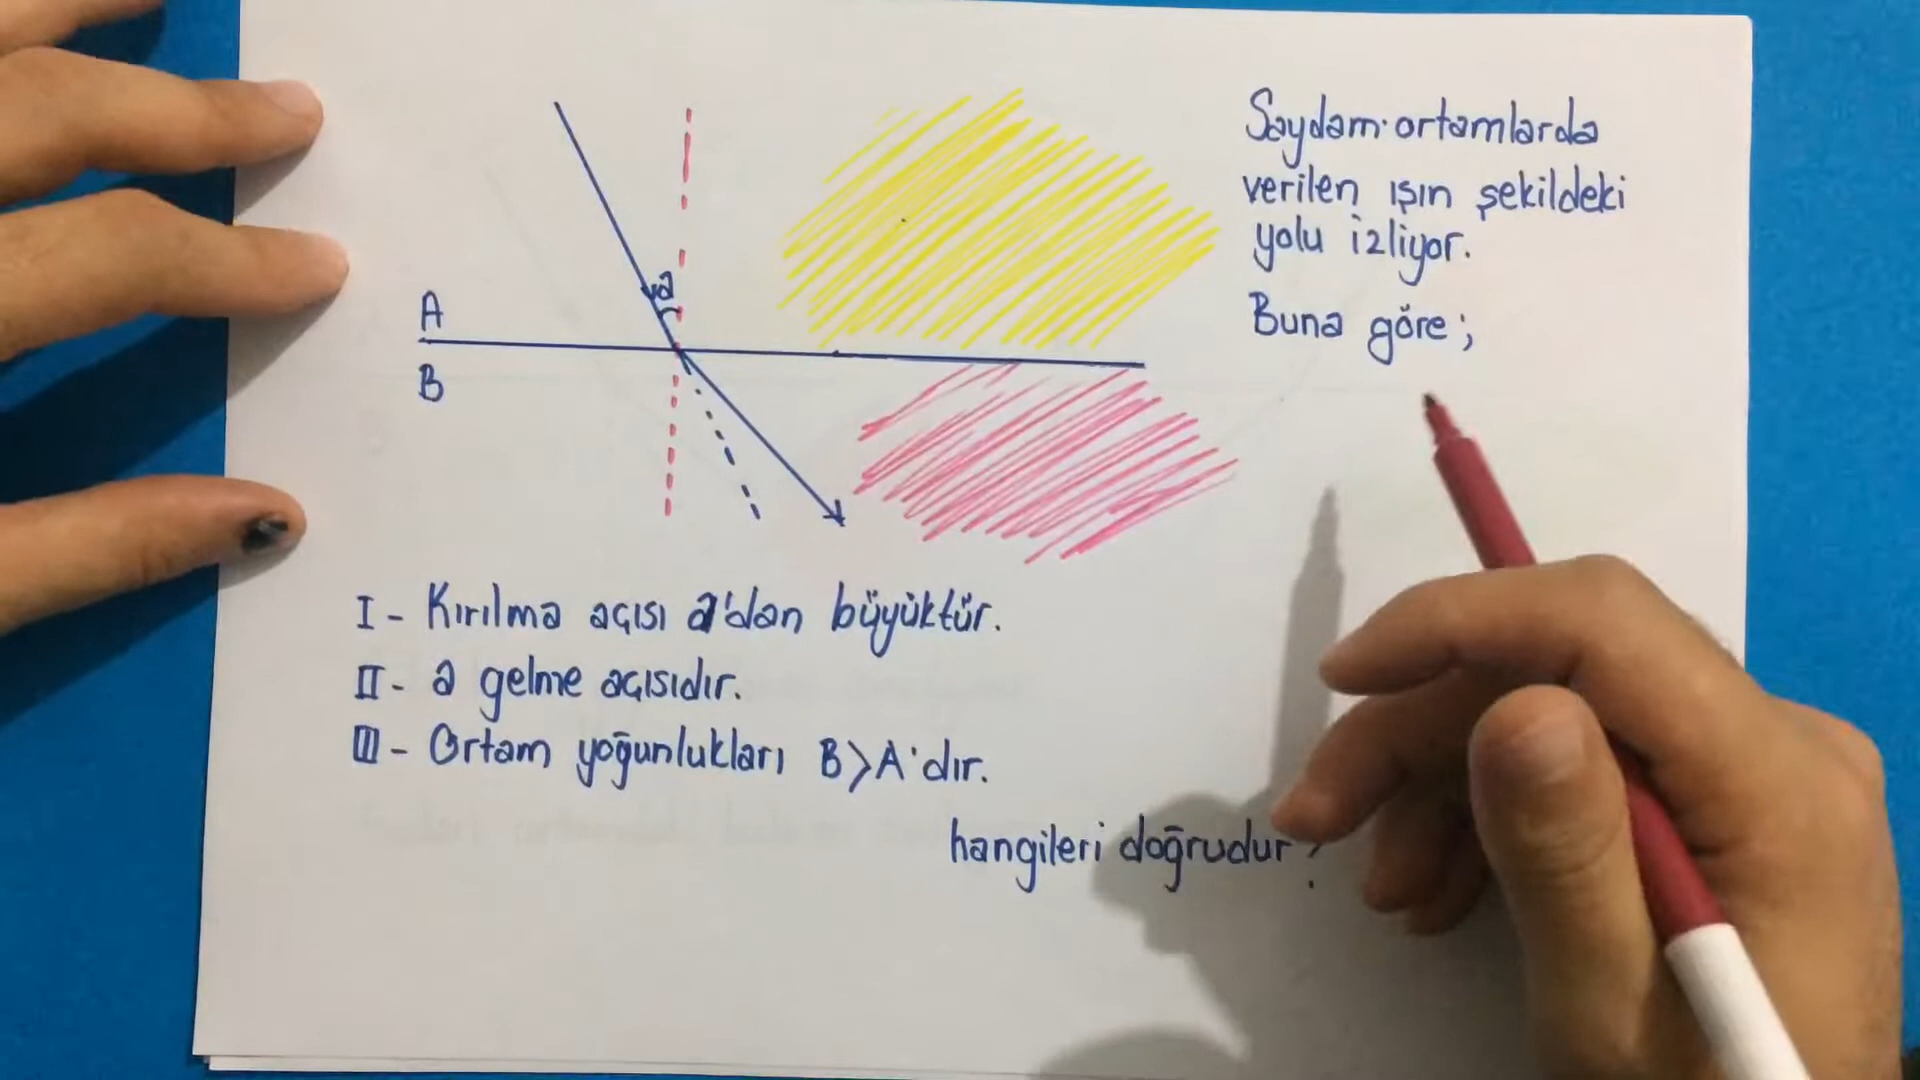 Saydam ortamlarda
verilen ışın şekildeki
yolu izliyor.
Buna göre;
a
A
B
I - Kırılma açısı a'dan büyüktür.
II - a gelme açısıdır.
III - Ortam yoğunlukları B>A'dır.
hangileri doğrudur?